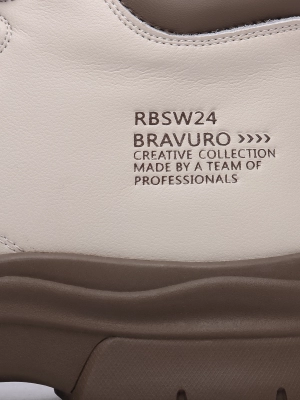 RBSW24
BRAVURO >>>>
CREATIVE COLLECTION
MADE BY A TEAM OF
PROFESSIONALS